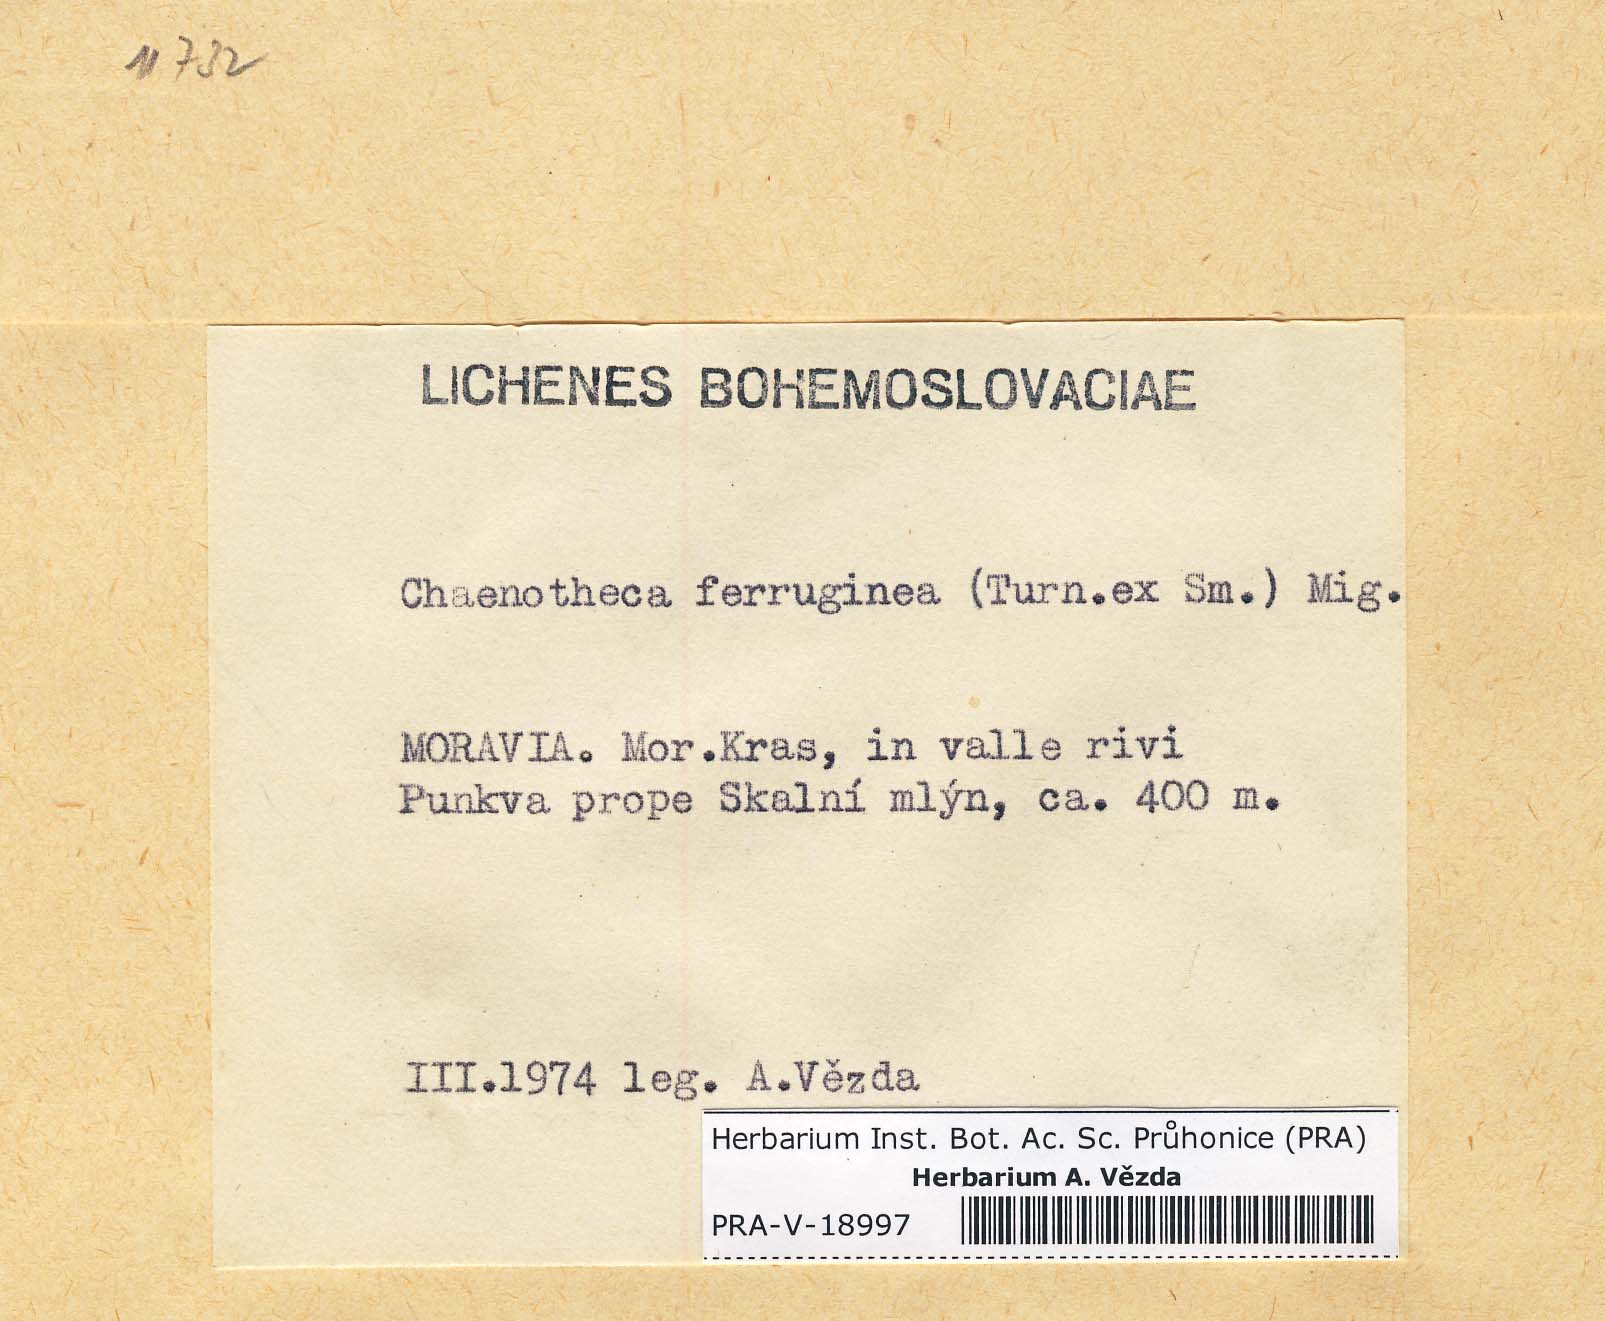 11732
LICHENES BOHEMOSLOVACIAE
Chaenotheca ferruginea (Turn.ex Sm.) Mig.
MORAVIA. Mor.Kras, in valle rivi
Punkva prope Skalní mlýn, ca. 400 m.
III.1974 leg. A.Vězda
Herbarium Inst. Bot. Ac. Sc. Průhonice (PRA)
Herbarium A. Vězda
PRA-V-18997